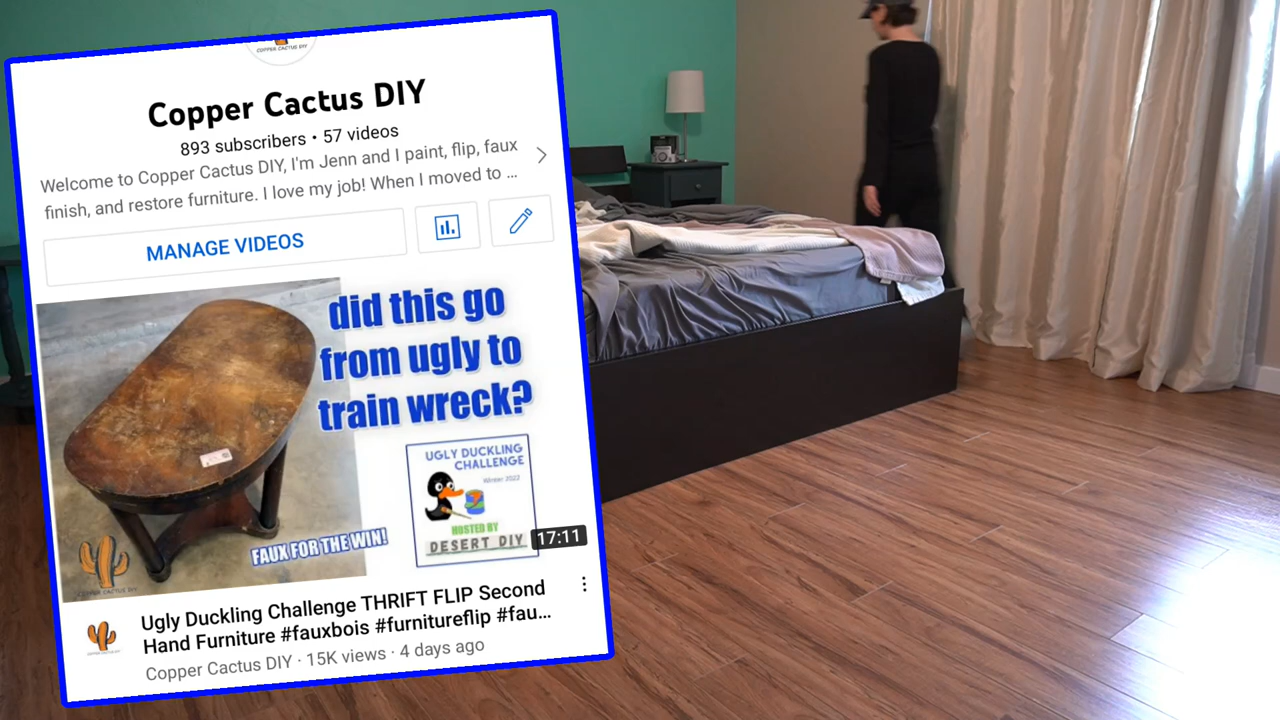 COPPER CACTUS DIY
Copper Cactus DIY
893 subscribers • 57 videos
Welcome to Copper Cactus DIY, I'm Jenn and I paint, flip, faux
finish, and restore furniture. I love my job! When I moved to ...
MANAGE VIDEOS
did this go
from ugly to
train wreck?
UGLY DUCKLING
CHALLENGE
Winter 2022
HOSTED BY
DESERT DIY
17:11
FAUX FOR THE WIN!
COPPER CACTUS DIY
Ugly Duckling Challenge THRIFT FLIP Second
Hand Furniture #fauxbois #furnitureflip #fau...
COPPER CACTUS DIY
Copper Cactus DIY · 15K views · 4 days ago